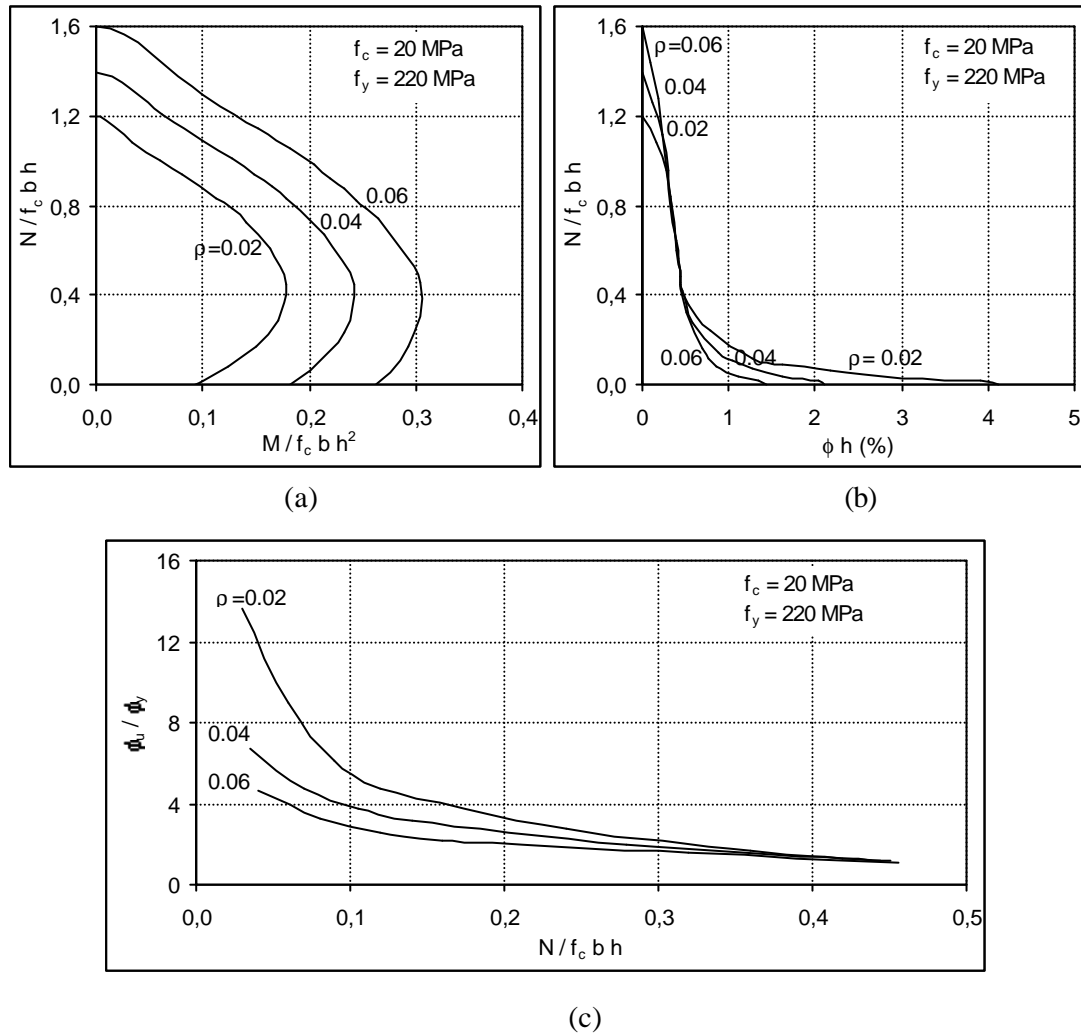 1,6
1,2
0,8
0,4
0,0
N / f_c b h
f_c = 20 MPa
f_y = 220 MPa
0.06
0.04
ρ=0.02
0,0 0,1 0,2 0,3 0,4
M / f_c b h²
(a)
1,6
1,2
0,8
0,4
0,0
N / f_c b h
ρ=0.06
0.04
0.02
f_c = 20 MPa
f_y = 220 MPa
0.06
0.04
ρ=0.02
0 1 2 3 4 5
ϕ h (%)
(b)
16
12
8
4
0
ϕ_u / ϕ_y
ρ=0.02
0.04
0.06
f_c = 20 MPa
f_y = 220 MPa
0,0 0,1 0,2 0,3 0,4 0,5
N / f_c b h
(c)